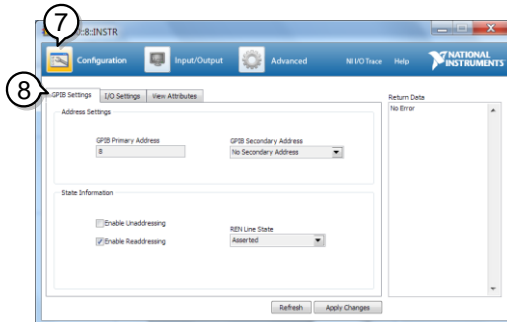 7
::8::INSTR
Configuration Input/Output Advanced NI I/O Trace Help NATIONAL INSTRUMENTS
8
GPIB Settings I/O Settings View Attributes
Return Data
No Error
Address Settings
GPIB Primary Address GPIB Secondary Address
8 No Secondary Address
State Information
Enable Unaddressing
REN Line State
Enable Readdressing Asserted
Refresh Apply Changes